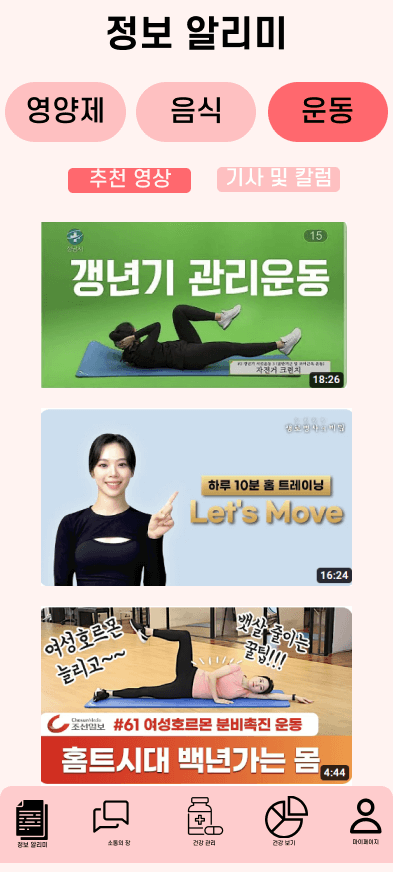 정보 알리미
영양제
음식
운동
추천 영상
기사 및 칼럼
15
갱년기 관리운동
자전거 크런치
18:26
하루 10분 홈 트레이닝
Let's Move
16:24
여성호르몬
늘리고~~
뱃살 줄이는
꿀팁!!!
조선일보
#61 여성호르몬 분비촉진 운동
홈트시대 백년가는 몸
4:44
정보 알리미
소통의 장
건강 관리
건강 보기
마이페이지